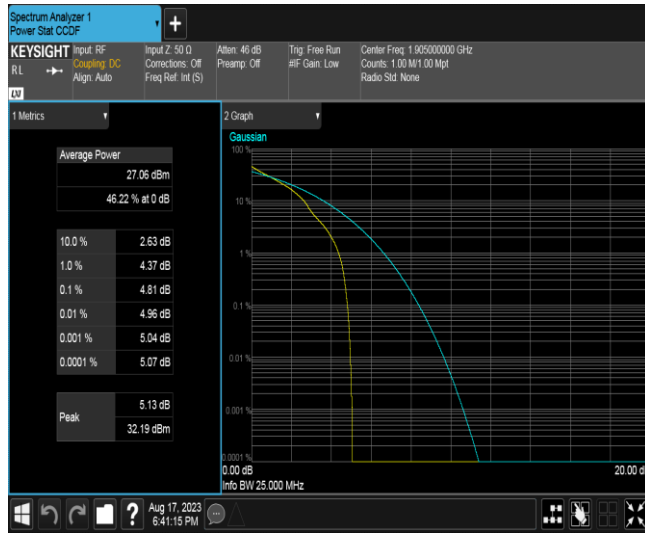 Spectrum Analyzer 1
Power Stat CCDF
+
KEYSIGHT
Input: RF
Coupling: DC
Align: Auto
Input Z: 50 Ω
Corrections: Off
Freq Ref: Int (S)
Atten: 46 dB
Preamp: Off
Trig: Free Run
#IF Gain: Low
Center Freq: 1.905000000 GHz
Counts: 1.00 M/1.00 Mpt
Radio Std: None
R L
LXI
1 Metrics
Average Power
27.06 dBm
46.22 % at 0 dB
10.0 % 2.63 dB
1.0 % 4.37 dB
0.1 % 4.81 dB
0.01 % 4.96 dB
0.001 % 5.04 dB
0.0001 % 5.07 dB
Peak
5.13 dB
32.19 dBm
2 Graph
Gaussian
100 %
10 %
1 %
0.1 %
0.01 %
0.001 %
0.0001 %
0.00 dB
20.00 d
Info BW 25.000 MHz
?
Aug 17, 2023
6:41:15 PM